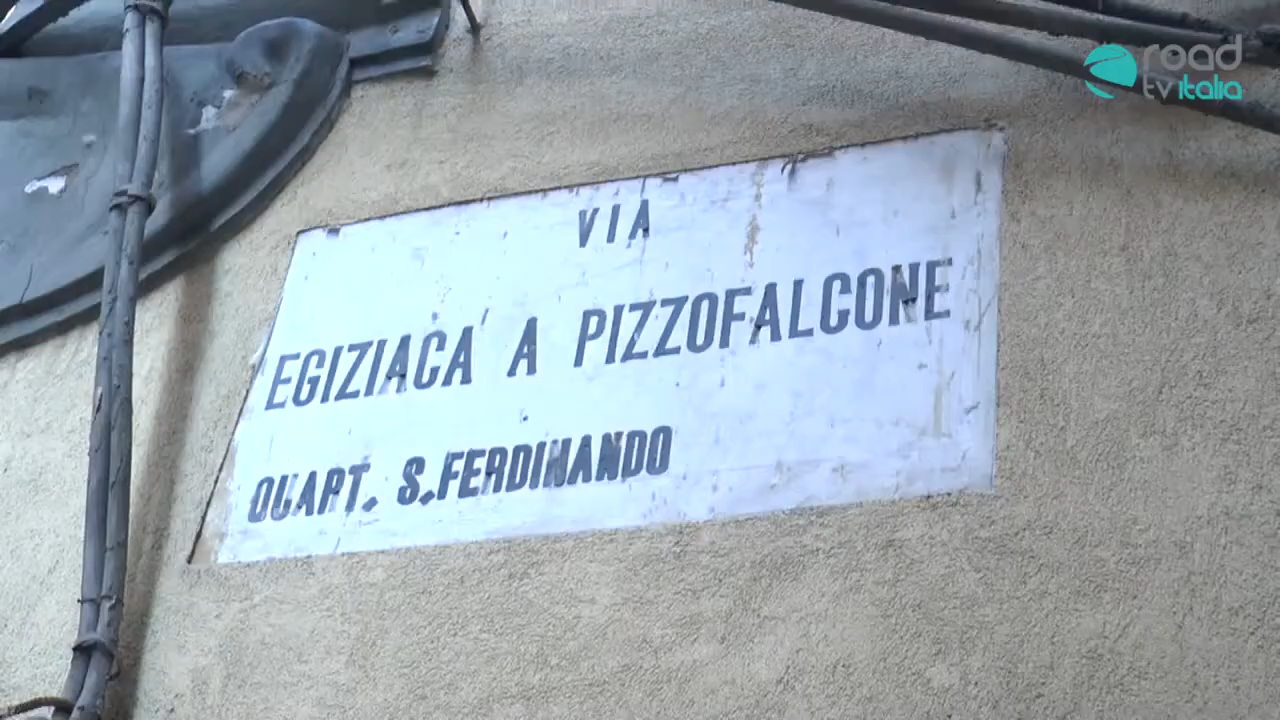 road
tv italia
VIA
EGIZIACA A PIZZOFALCONE
QUART. S.FERDINANDO